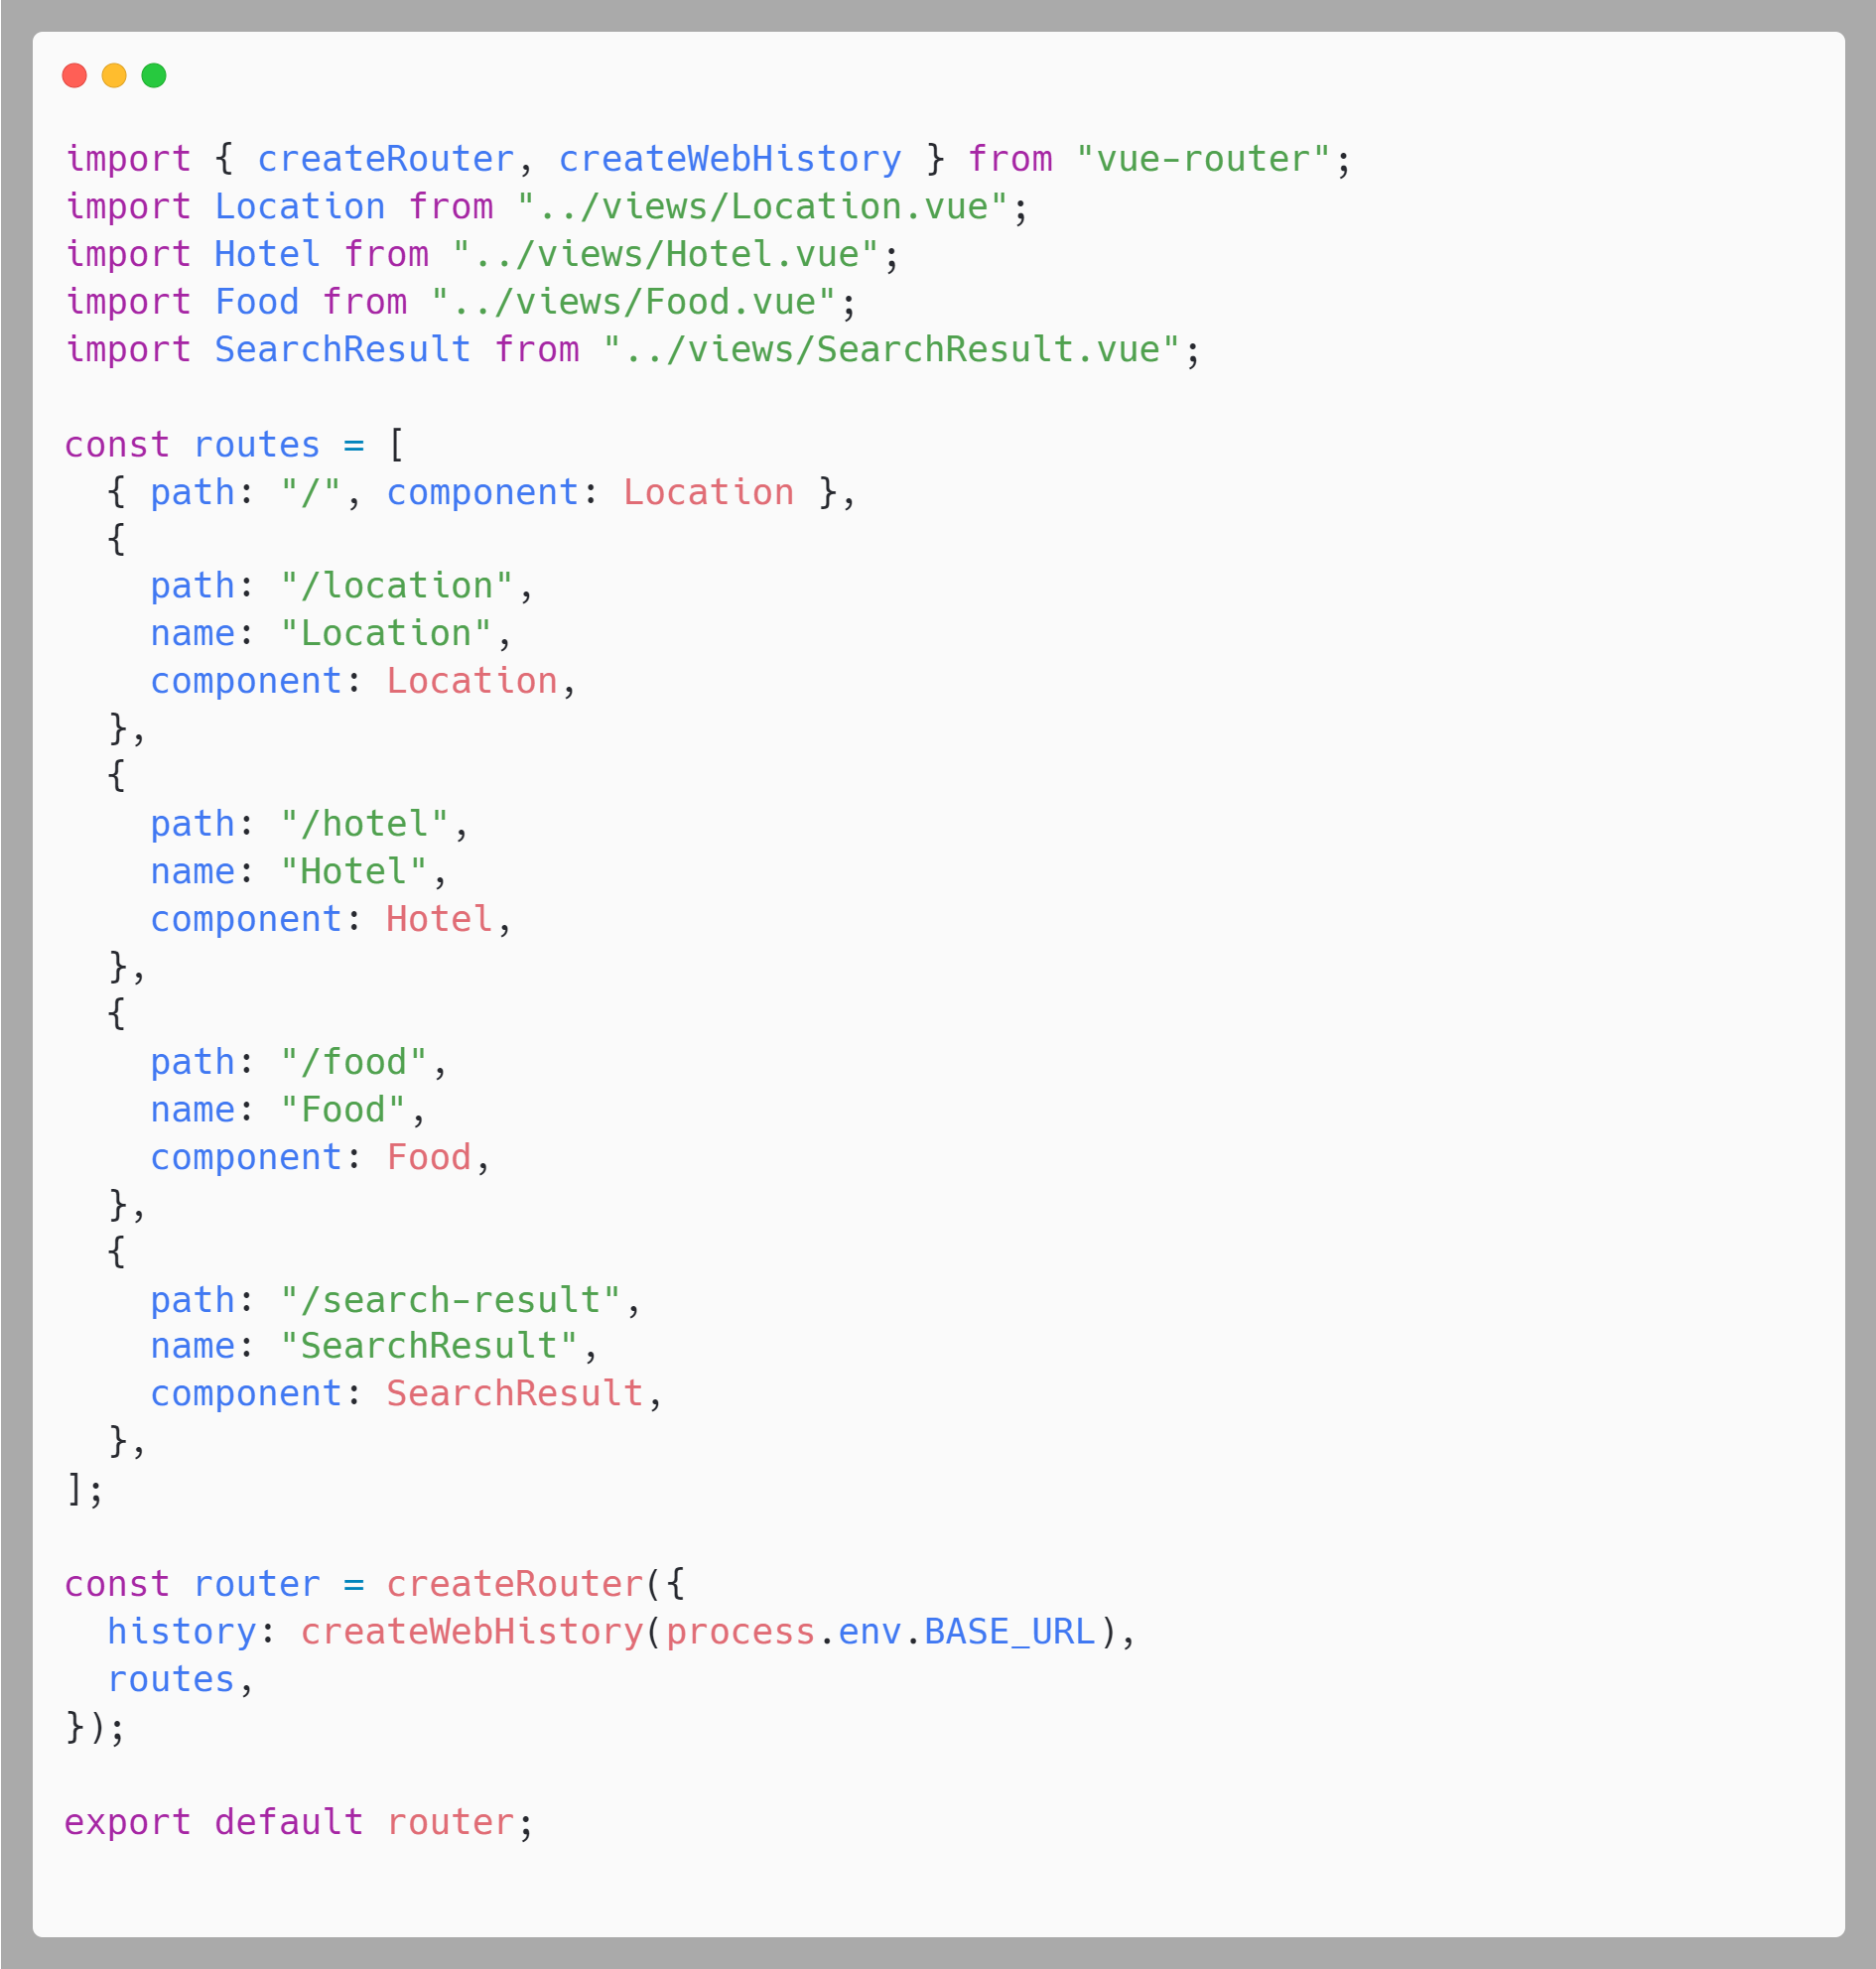 import { createRouter, createWebHistory } from "vue-router";
import Location from "../views/Location.vue";
import Hotel from "../views/Hotel.vue";
import Food from "../views/Food.vue";
import SearchResult from "../views/SearchResult.vue";

const routes = [
  { path: "/", component: Location },
  {
    path: "/location",
    name: "Location",
    component: Location,
  },
  {
    path: "/hotel",
    name: "Hotel",
    component: Hotel,
  },
  {
    path: "/food",
    name: "Food",
    component: Food,
  },
  {
    path: "/search-result",
    name: "SearchResult",
    component: SearchResult,
  },
];

const router = createRouter({
  history: createWebHistory(process.env.BASE_URL),
  routes,
});

export default router;